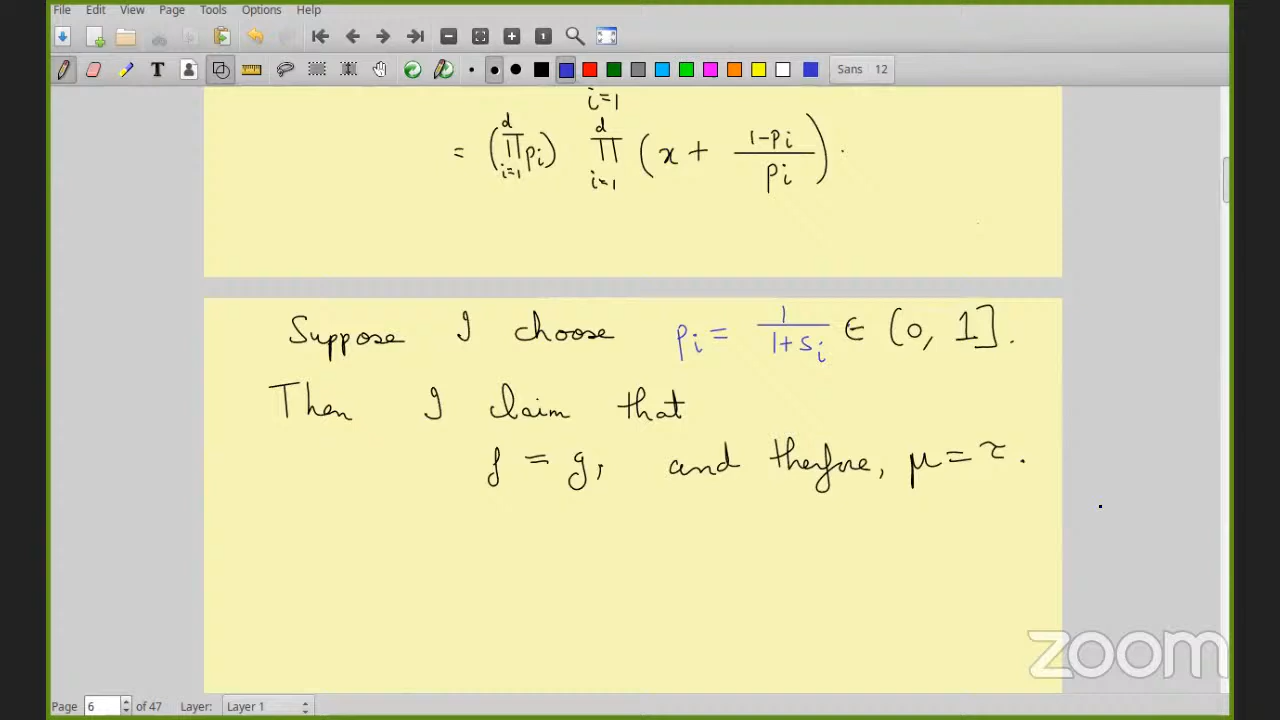 File Edit View Page Tools Options Help
Sans 12
i=1
= (∏_{i=1}^{d} pi) ∏_{i=1}^{d} (x + (1-pi)/pi) .
Suppose I choose pi = 1/(1+si) ∈ (0, 1].
Then I claim that
f = g, and therfore, μ = τ.
zoom
Page 6 of 47 Layer: Layer 1